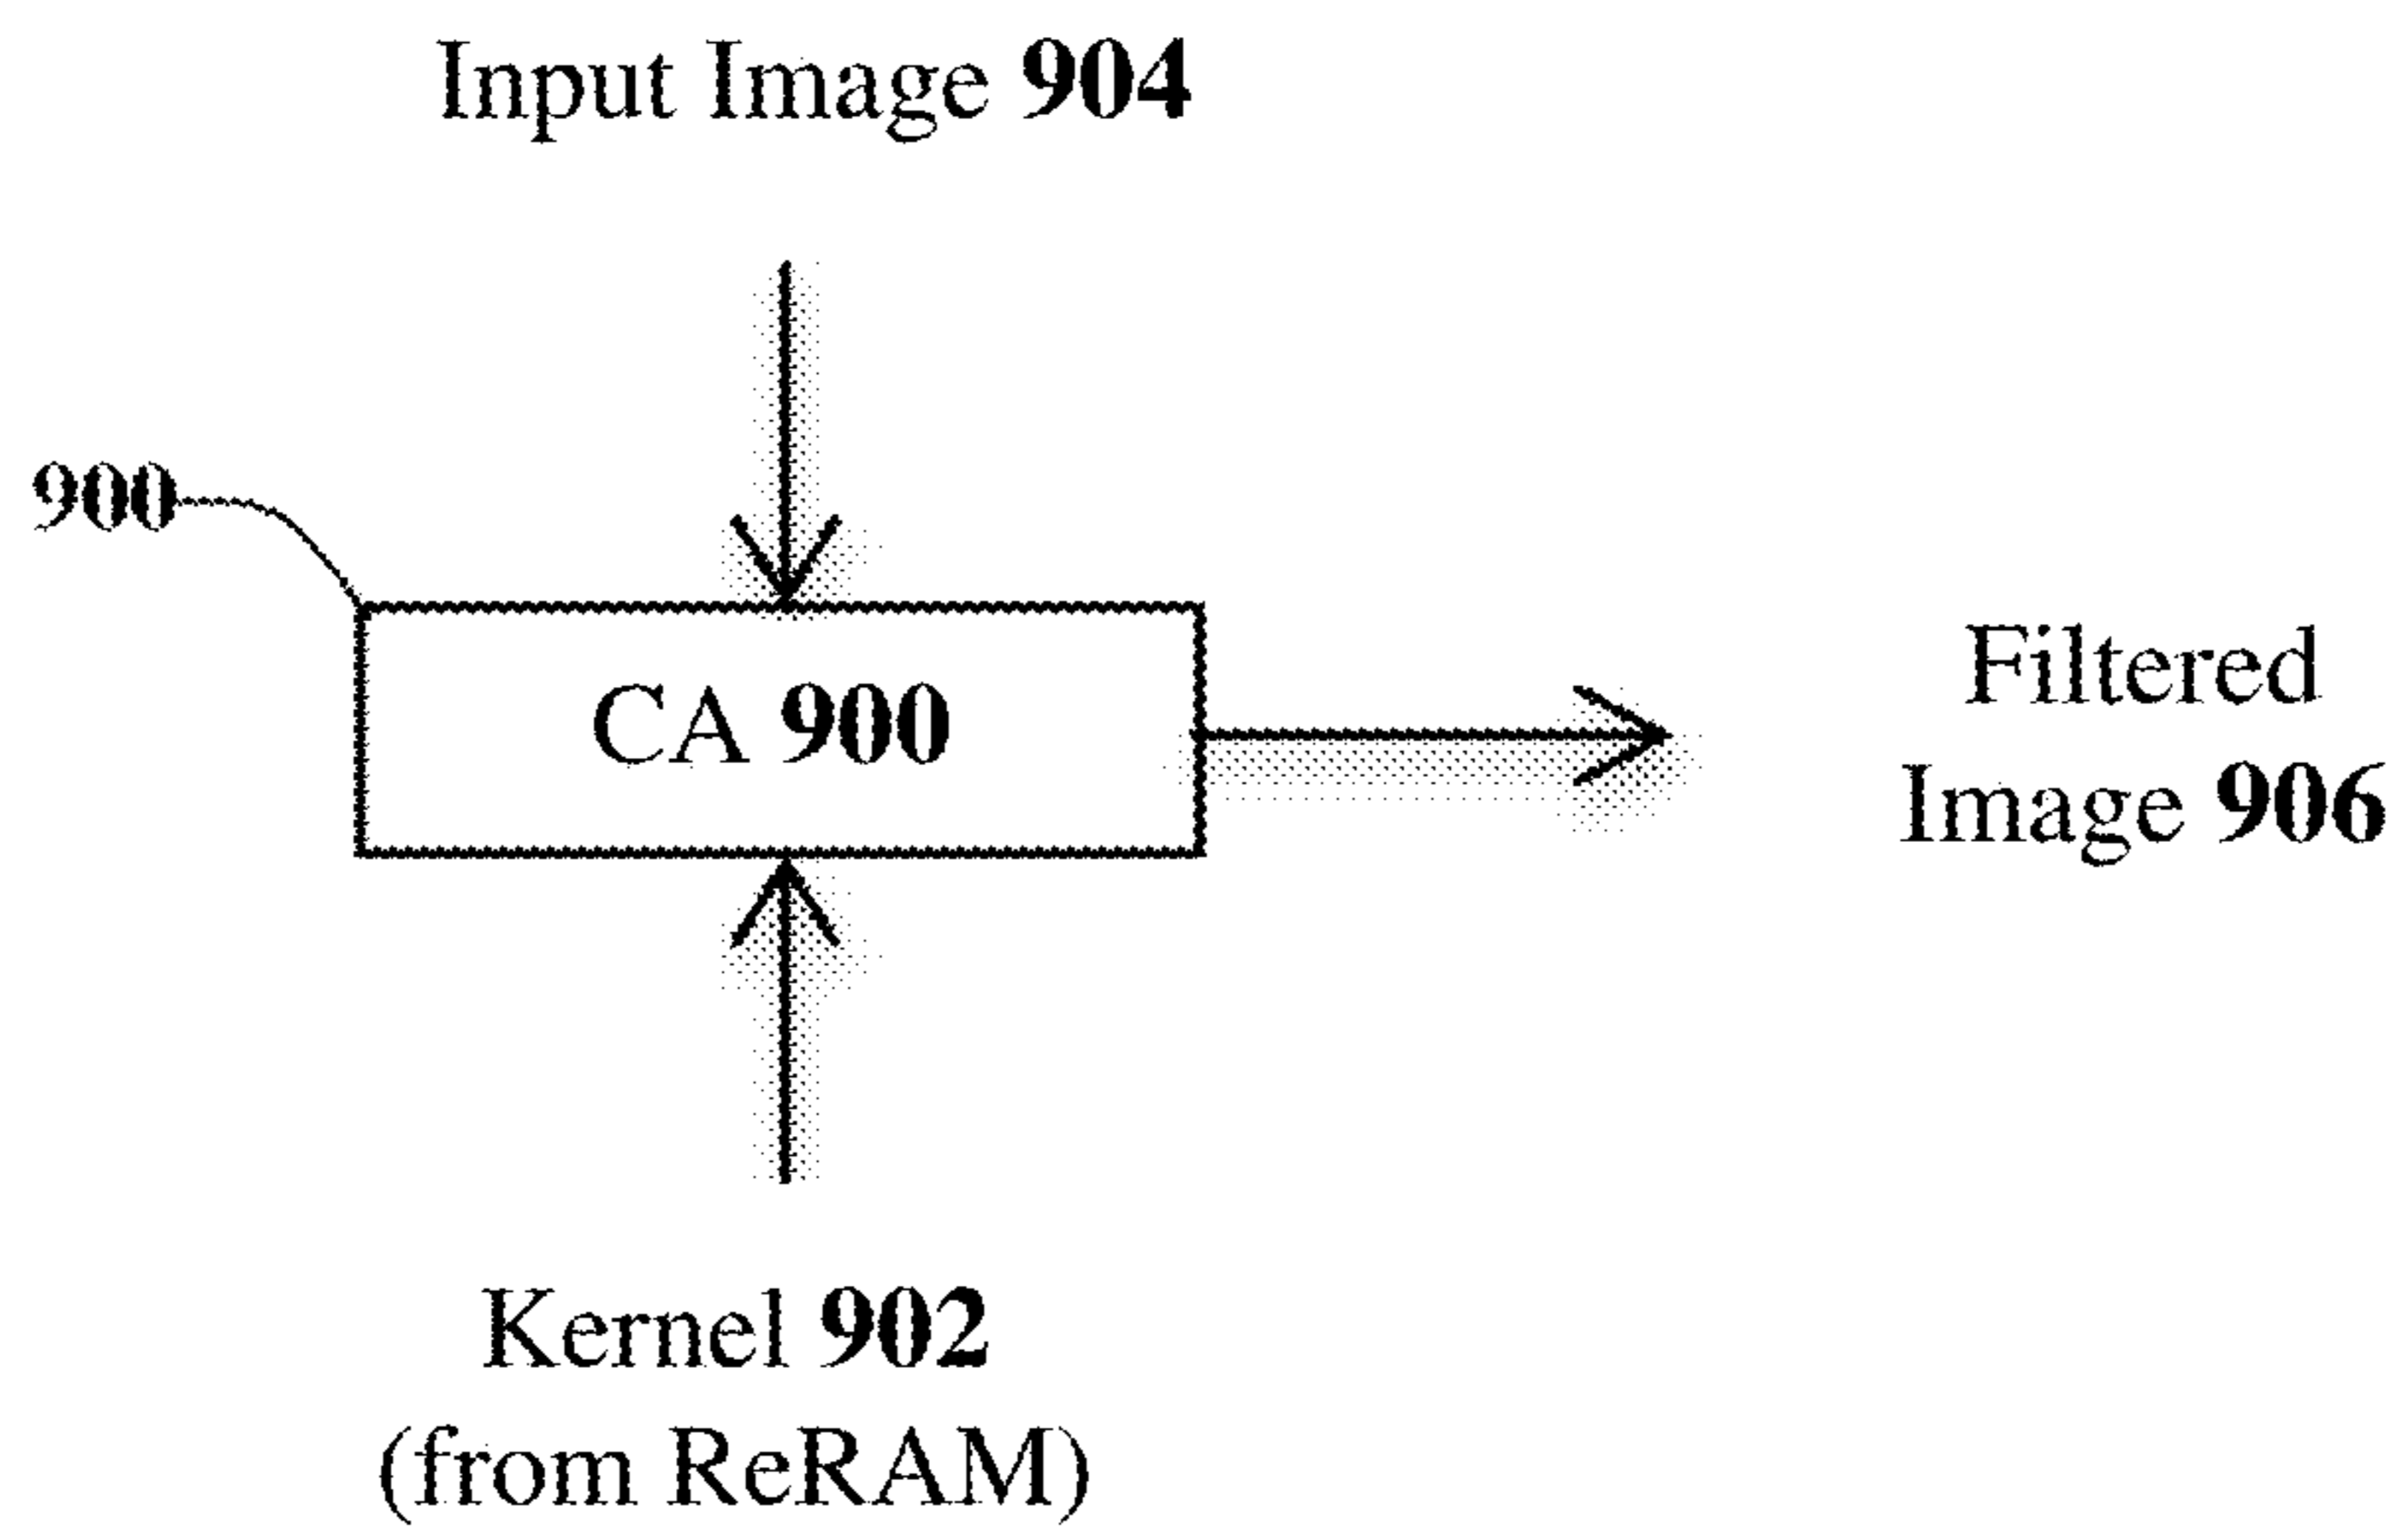 Input Image 904
900
CA 900
Filtered
Image 906
Kernel 902
(from ReRAM)